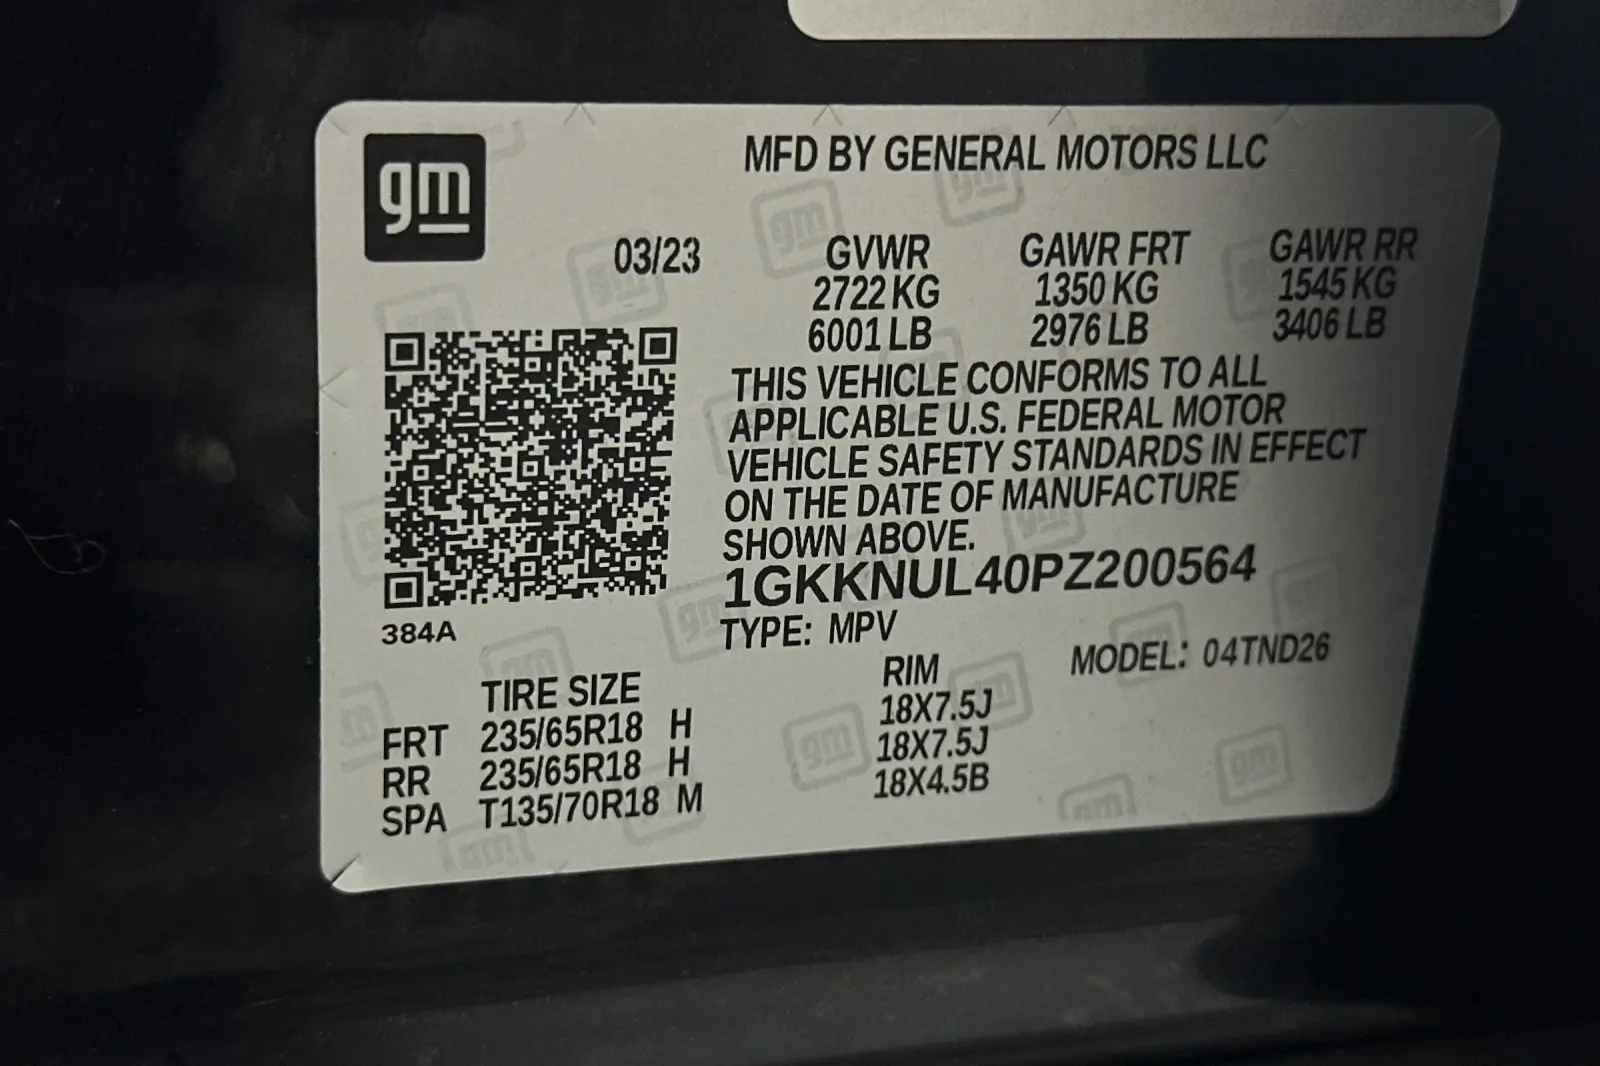 gm
MFD BY GENERAL MOTORS LLC
03/23
GVWR GAWR FRT GAWR RR
2722 KG 1350 KG 1545 KG
6001 LB 2976 LB 3406 LB
THIS VEHICLE CONFORMS TO ALL
APPLICABLE U.S. FEDERAL MOTOR
VEHICLE SAFETY STANDARDS IN EFFECT
ON THE DATE OF MANUFACTURE
SHOWN ABOVE.
1GKKNUL40PZ200564
384A
TYPE: MPV MODEL: 04TND26
TIRE SIZE RIM
FRT 235/65R18 H 18X7.5J
RR 235/65R18 H 18X7.5J
SPA T135/70R18 M 18X4.5B